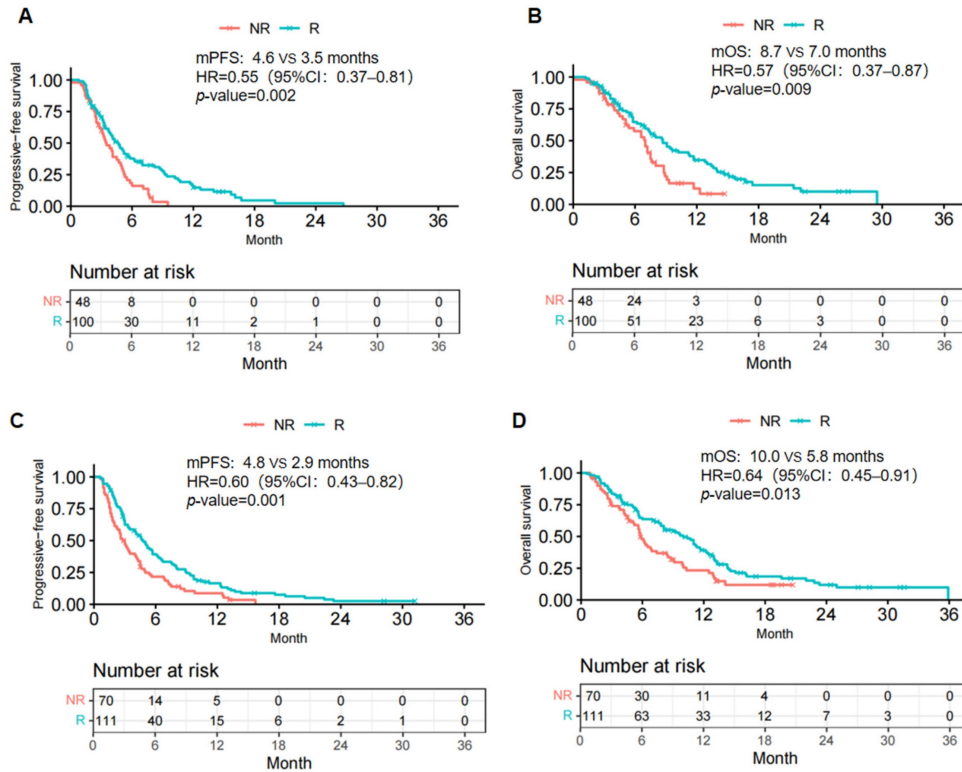 A
NR R
mPFS: 4.6 VS 3.5 months
HR=0.55 (95%CI: 0.37–0.81)
p-value=0.002
Progressive-free survival
1.00
0.75
0.50
0.25
0.00
0 6 12 18 24 30 36
Month
Number at risk
NR 48 8 0 0 0 0 0
R 100 30 11 2 1 0 0
0 6 12 18 24 30 36
Month
B
NR R
mOS: 8.7 VS 7.0 months
HR=0.57 (95%CI: 0.37–0.87)
p-value=0.009
Overall survival
1.00
0.75
0.50
0.25
0.00
0 6 12 18 24 30 36
Month
Number at risk
NR 48 24 3 0 0 0 0
R 100 51 23 6 3 0 0
0 6 12 18 24 30 36
Month
C
NR R
mPFS: 4.8 VS 2.9 months
HR=0.60 (95%CI: 0.43–0.82)
p-value=0.001
Progressive-free survival
1.00
0.75
0.50
0.25
0.00
0 6 12 18 24 30 36
Month
Number at risk
NR 70 14 5 0 0 0 0
R 111 40 15 6 2 1 0
0 6 12 18 24 30 36
Month
D
NR R
mOS: 10.0 VS 5.8 months
HR=0.64 (95%CI: 0.45–0.91)
p-value=0.013
Overall survival
1.00
0.75
0.50
0.25
0.00
0 6 12 18 24 30 36
Month
Number at risk
NR 70 30 11 4 0 0 0
R 111 63 33 12 7 3 0
0 6 12 18 24 30 36
Month